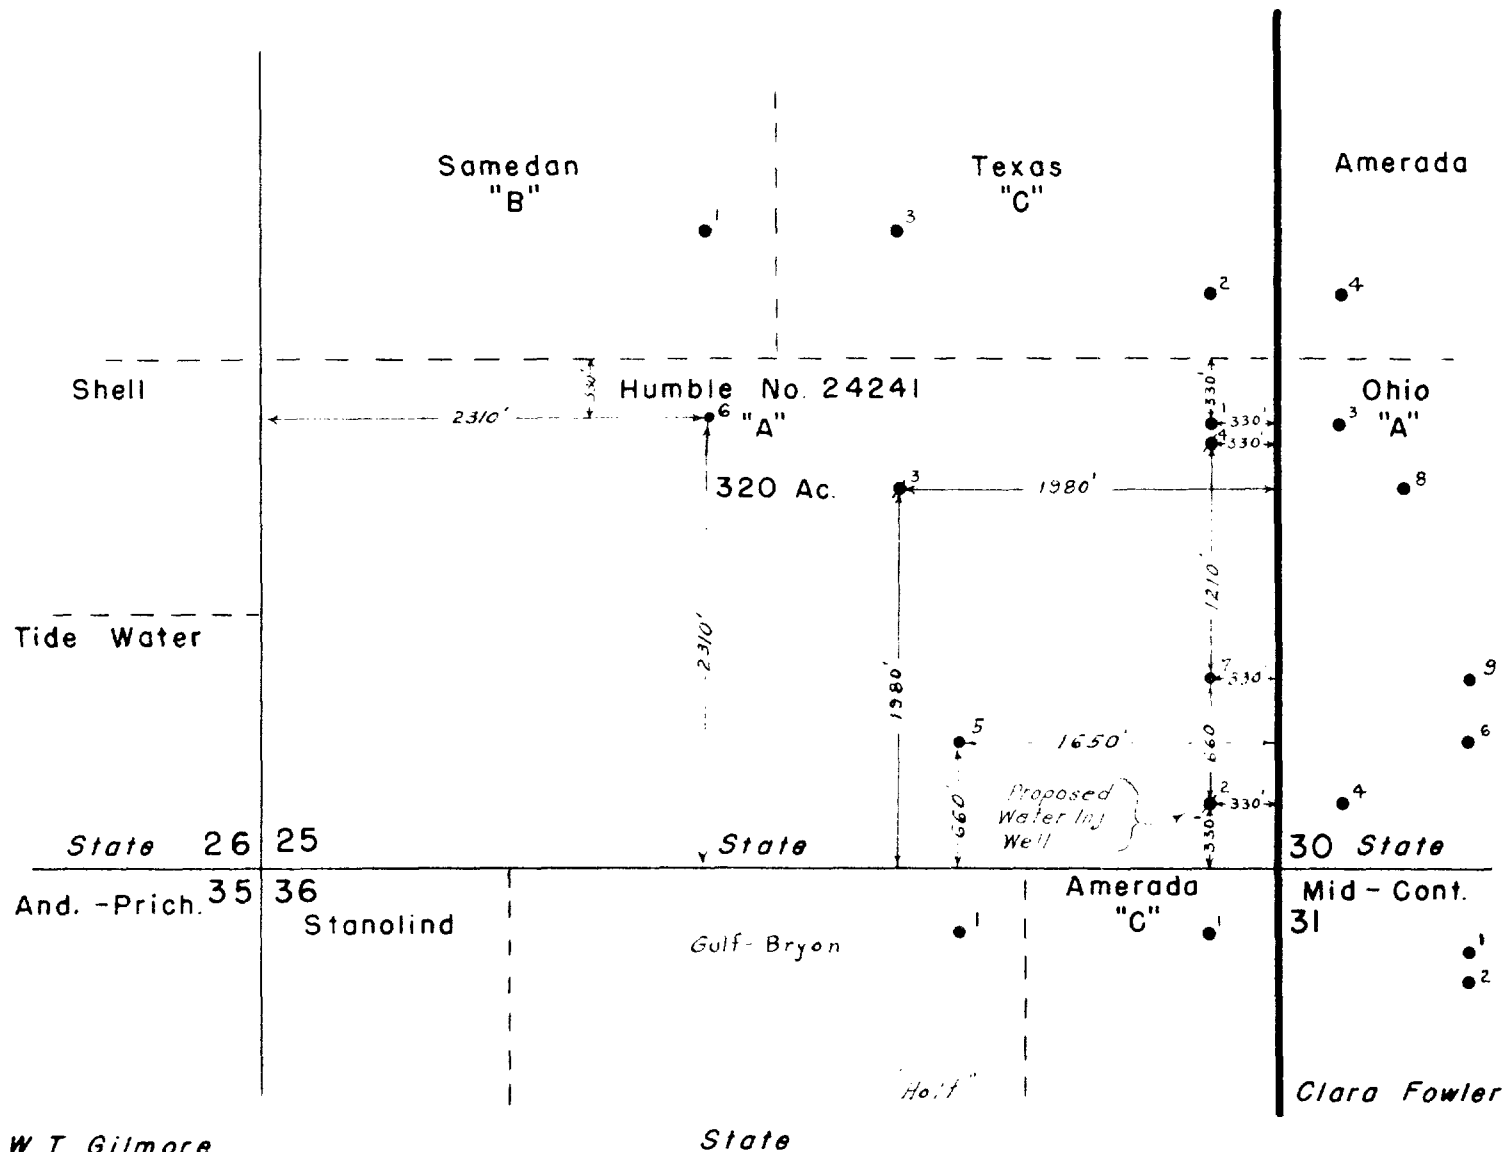 Samedan
"B"
Texas
"C"
Amerada
1
3
2
4
Shell
330'
Humble No. 24241
"A"
320 Ac.
Ohio
"A"
2310'
6
330'
1
330'
4
330'
3
3
1980'
8
1210'
Tide Water
2310'
1980'
7
330'
9
5
1650'
660
6
660'
Proposed
Water Inj
Well
2
330'
330'
4
State 26 25
State
30 State
And. -Prich. 35 36
Stanolind
Gulf-Bryon
1
Amerada
"C"
1
Mid-Cont.
31
1
2
"Holt"
Clara Fowler
W T Gilmore
State